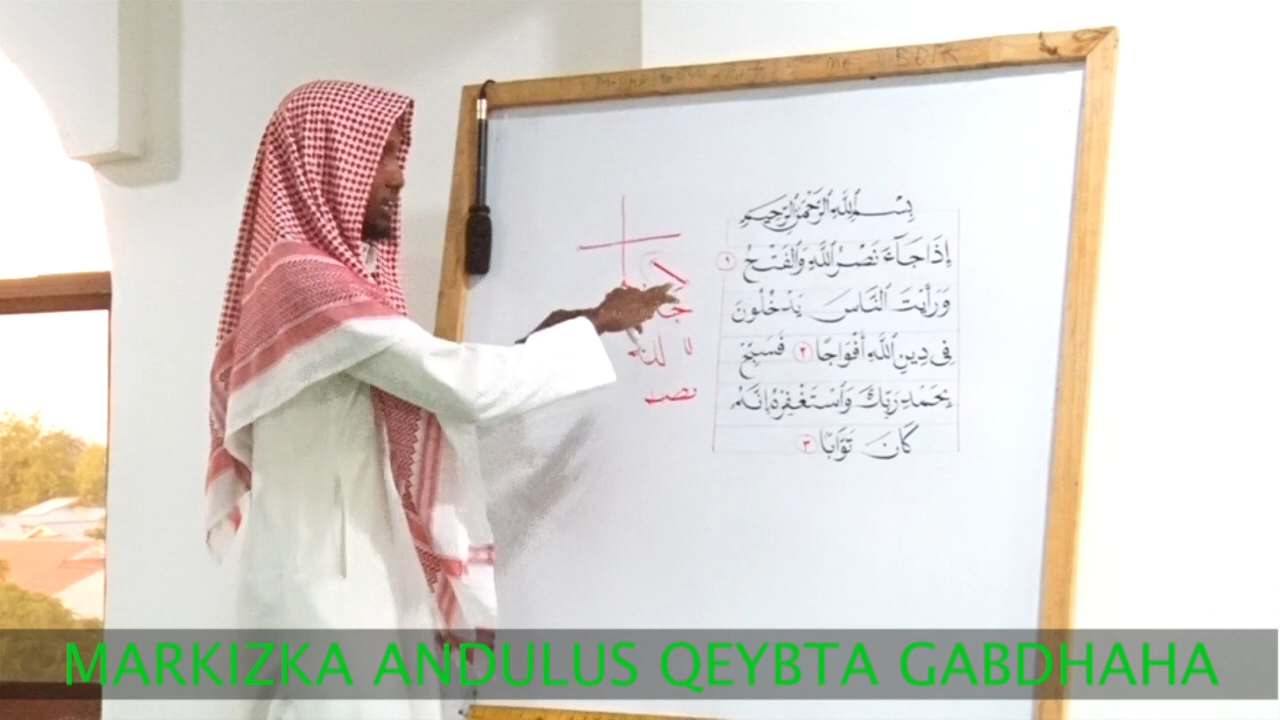 بِسْمِ ٱللَّهِ ٱلرَّحْمَٰنِ ٱلرَّحِيمِ
إِذَا جَآءَ نَصْرُ ٱللَّهِ وَٱلْفَتْحُ ١
وَرَأَيْتَ ٱلنَّاسَ يَدْخُلُونَ
فِى دِينِ ٱللَّهِ أَفْوَاجًا ٢ فَسَبِّحْ
بِحَمْدِ رَبِّكَ وَٱسْتَغْفِرْهُ إِنَّهُۥ
كَانَ تَوَّابًۢا ٣
نصر
MARKIZKA ANDULUS QEYBTA GABDHAHA